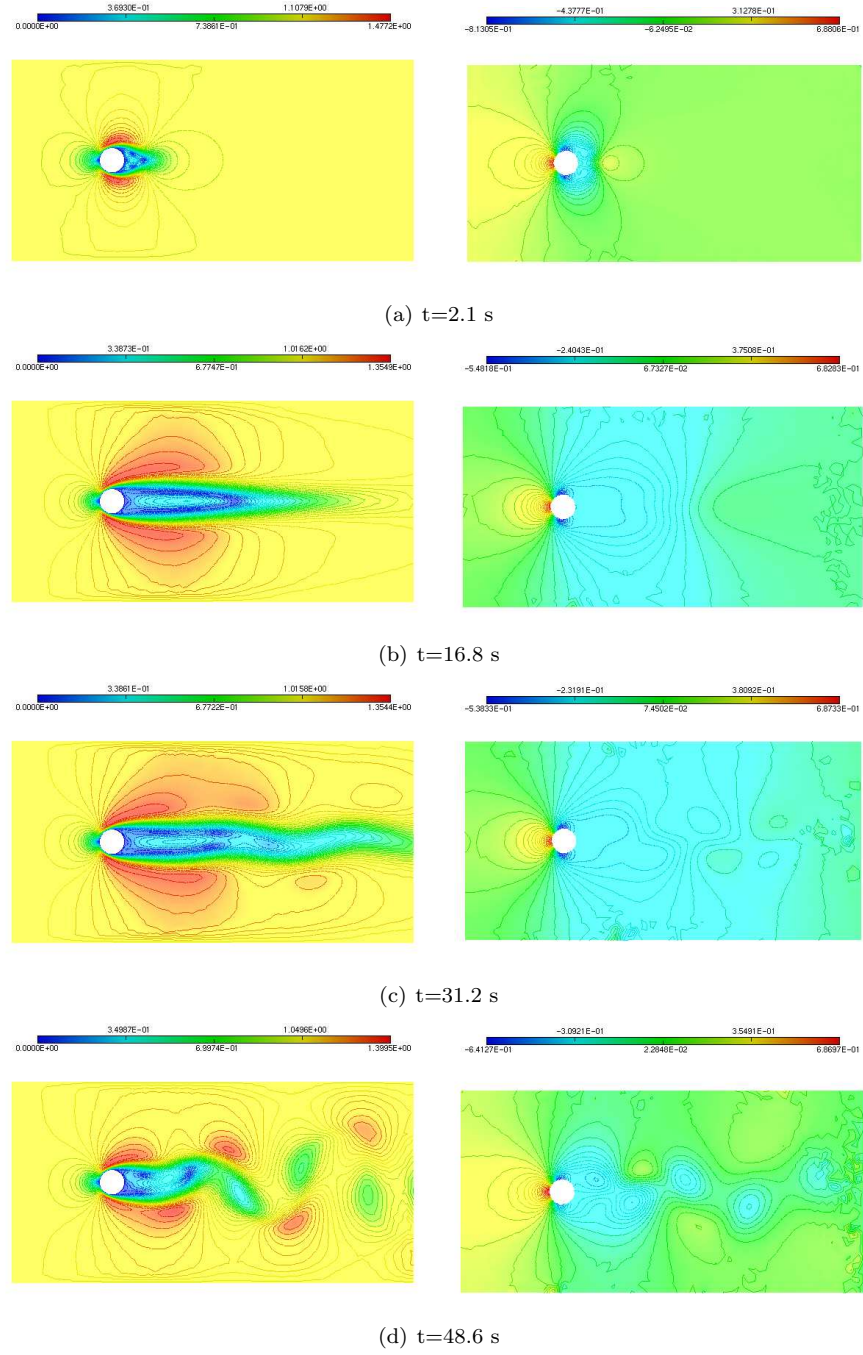 3.6930E-01 1.1079E+00
0.0000E+00 7.3861E-01 1.4772E+00
-4.3777E-01 3.1278E-01
-8.1305E-01 -6.2495E-02 6.8806E-01
(a) t=2.1 s
3.3873E-01 1.0162E+00
0.0000E+00 6.7747E-01 1.3549E+00
-2.4043E-01 3.7508E-01
-5.4818E-01 6.7327E-02 6.8283E-01
(b) t=16.8 s
3.3861E-01 1.0158E+00
0.0000E+00 6.7722E-01 1.3544E+00
-2.3191E-01 3.8092E-01
-5.3833E-01 7.4502E-02 6.8733E-01
(c) t=31.2 s
3.4987E-01 1.0496E+00
0.0000E+00 6.9974E-01 1.3995E+00
-3.0921E-01 3.5491E-01
-6.4127E-01 2.2848E-02 6.8697E-01
(d) t=48.6 s